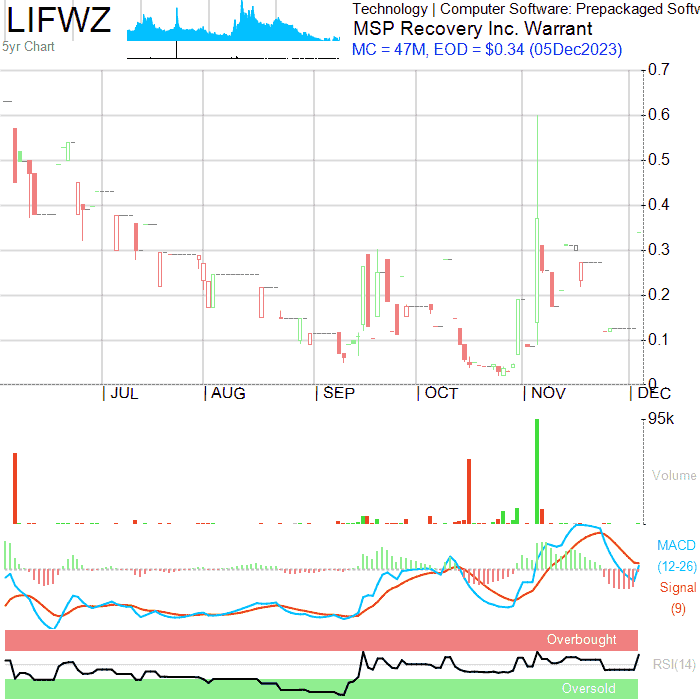 LIFWZ
5yr Chart
Technology | Computer Software: Prepackaged Softw
MSP Recovery Inc. Warrant
MC = 47M, EOD = $0.34 (05Dec2023)
0.7
0.6
0.5
0.4
0.3
0.2
0.1
0
| JUL | AUG | SEP | OCT | NOV | DEC
95k
Volume
MACD
(12-26)
Signal
(9)
Overbought
RSI(14)
Oversold